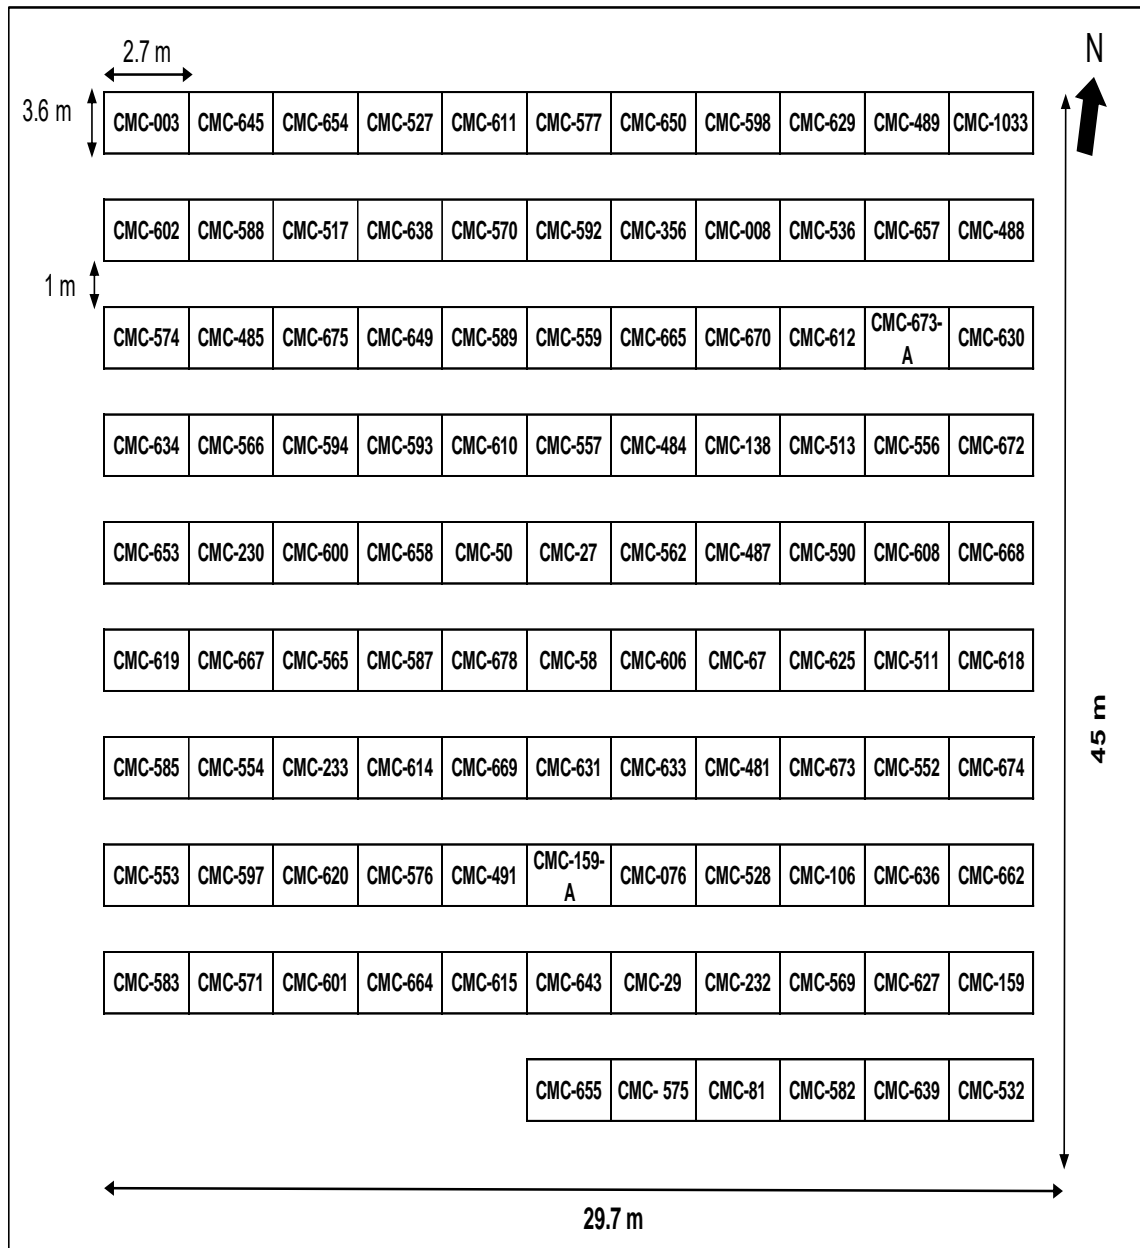 2.7 m
N
3.6 m
CMC-003 CMC-645 CMC-654 CMC-527 CMC-611 CMC-577 CMC-650 CMC-598 CMC-629 CMC-489 CMC-1033
CMC-602 CMC-588 CMC-517 CMC-638 CMC-570 CMC-592 CMC-356 CMC-008 CMC-536 CMC-657 CMC-488
1 m
CMC-574 CMC-485 CMC-675 CMC-649 CMC-589 CMC-559 CMC-665 CMC-670 CMC-612 CMC-673-
A CMC-630
CMC-634 CMC-566 CMC-594 CMC-593 CMC-610 CMC-557 CMC-484 CMC-138 CMC-513 CMC-556 CMC-672
CMC-653 CMC-230 CMC-600 CMC-658 CMC-50 CMC-27 CMC-562 CMC-487 CMC-590 CMC-608 CMC-668
CMC-619 CMC-667 CMC-565 CMC-587 CMC-678 CMC-58 CMC-606 CMC-67 CMC-625 CMC-511 CMC-618
45 m
CMC-585 CMC-554 CMC-233 CMC-614 CMC-669 CMC-631 CMC-633 CMC-481 CMC-673 CMC-552 CMC-674
CMC-553 CMC-597 CMC-620 CMC-576 CMC-491 CMC-159-
A CMC-076 CMC-528 CMC-106 CMC-636 CMC-662
CMC-583 CMC-571 CMC-601 CMC-664 CMC-615 CMC-643 CMC-29 CMC-232 CMC-569 CMC-627 CMC-159
CMC-655 CMC- 575 CMC-81 CMC-582 CMC-639 CMC-532
29.7 m